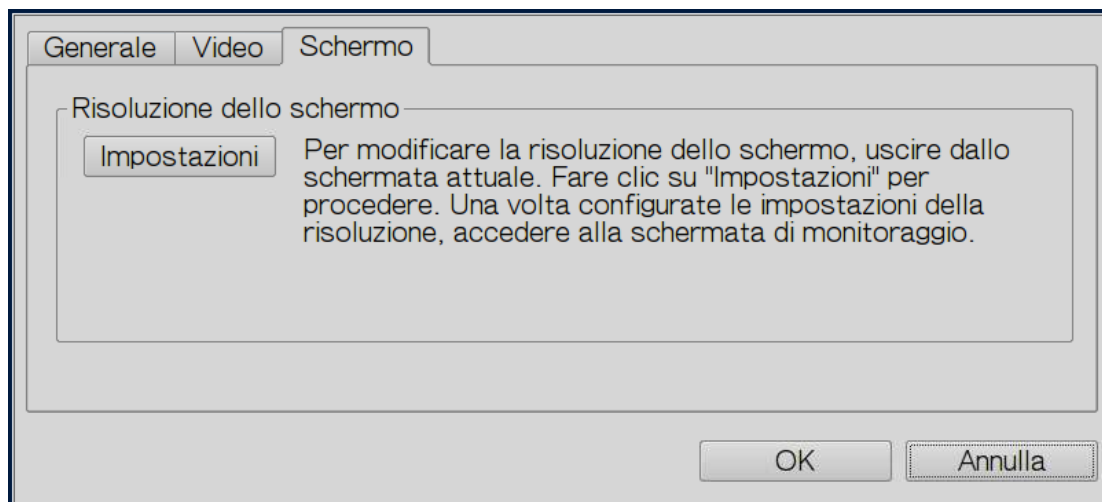 Generale Video Schermo
Risoluzione dello schermo
Impostazioni
Per modificare la risoluzione dello schermo, uscire dallo
schermata attuale. Fare clic su "Impostazioni" per
procedere. Una volta configurate le impostazioni della
risoluzione, accedere alla schermata di monitoraggio.
OK Annulla